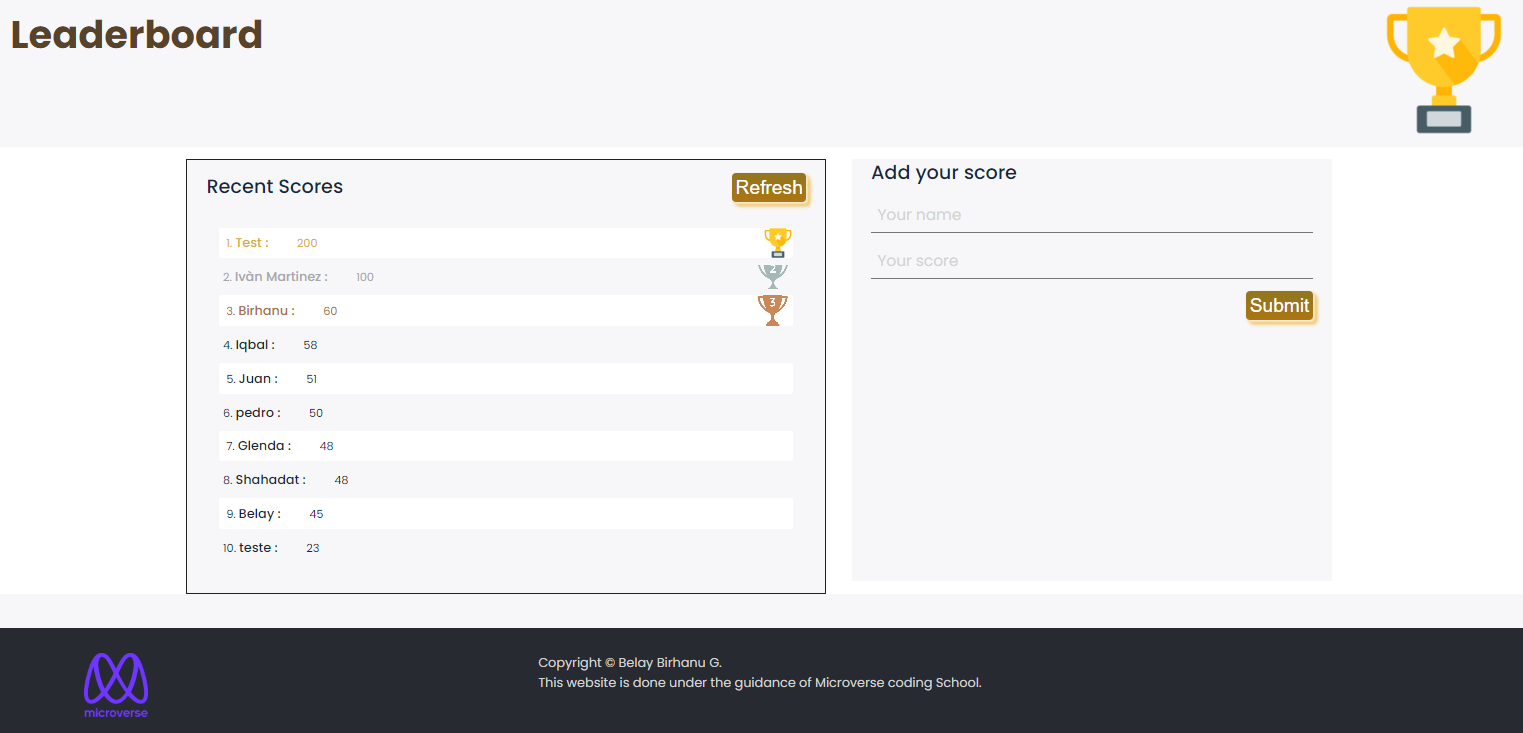 Leaderboard
Recent Scores
Refresh
1. Test : 200
2. Ivàn Martinez : 100
2
3. Birhanu : 60
3
4. Iqbal : 58
5. Juan : 51
6. pedro : 50
7. Glenda : 48
8. Shahadat : 48
9. Belay : 45
10. teste : 23
Add your score
Your name
Your score
Submit
microverse
Copyright © Belay Birhanu G.
This website is done under the guidance of Microverse coding School.